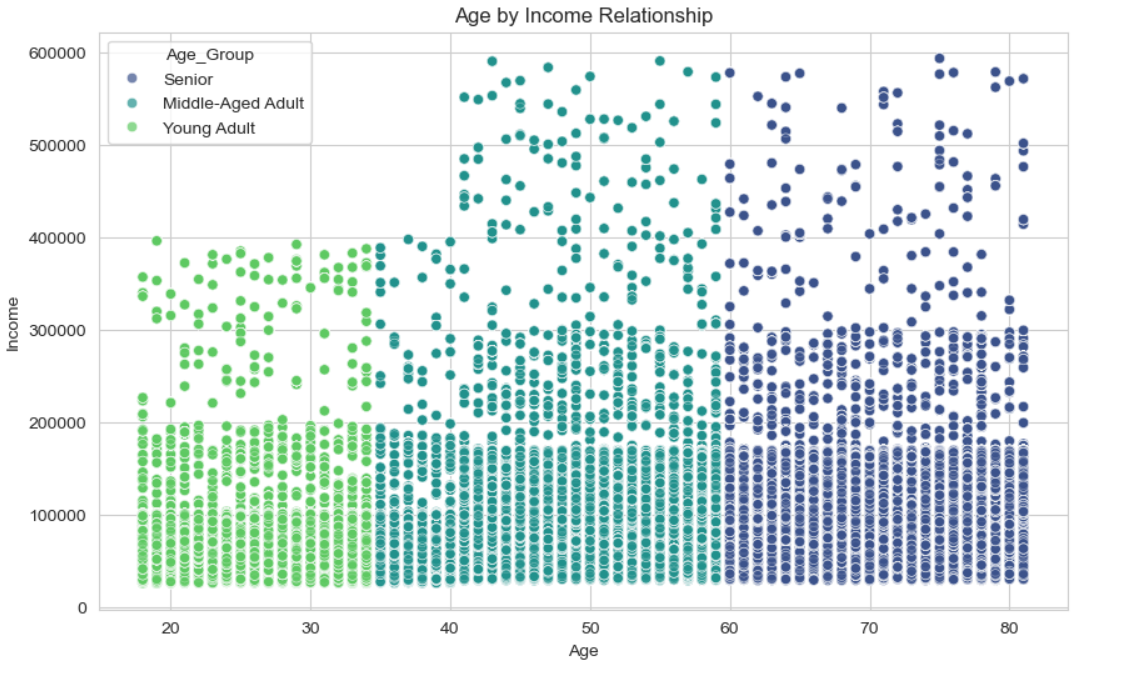 Age by Income Relationship
Age_Group
Senior
Middle-Aged Adult
Young Adult
600000
500000
400000
300000
200000
100000
0
Income
20 30 40 50 60 70 80
Age